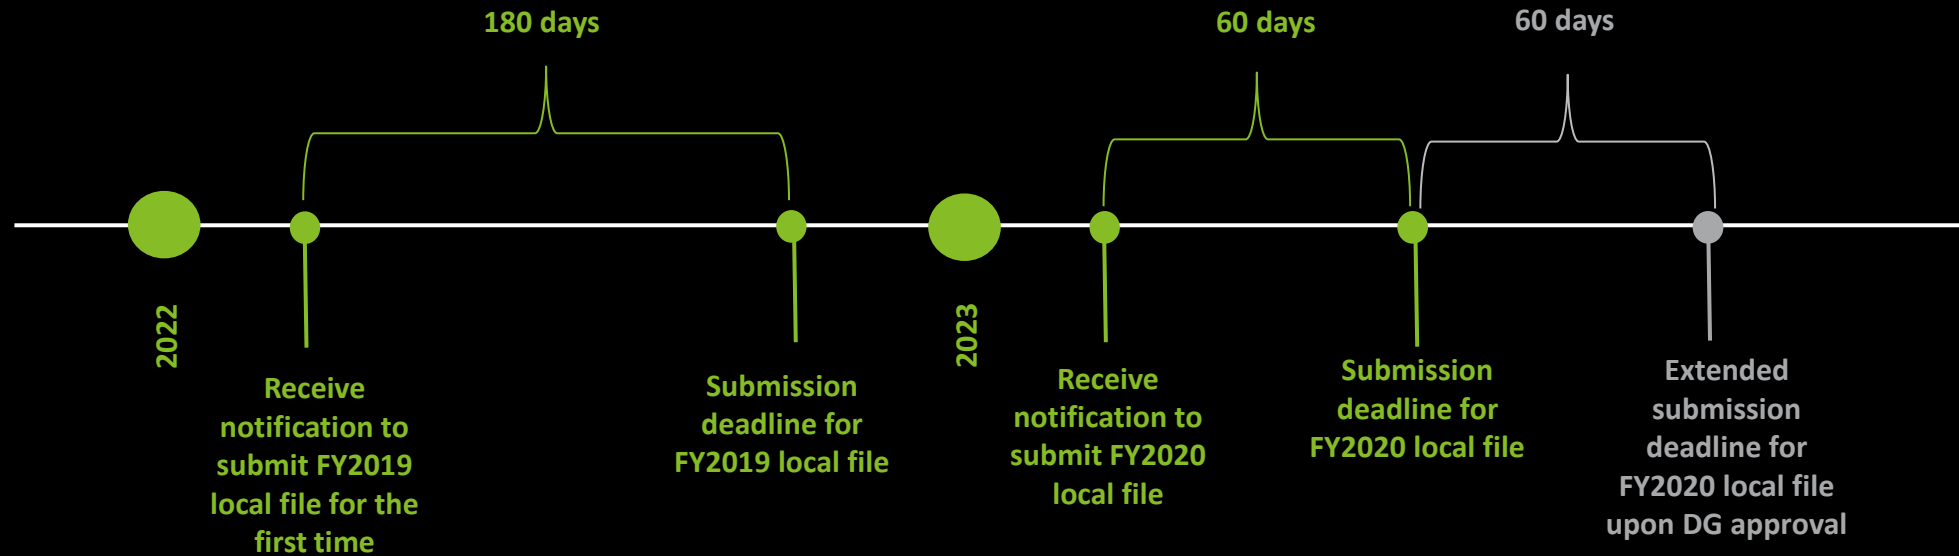 180 days
60 days
60 days
2022
2023
Receive
notification to
submit FY2019
local file for the
first time
Submission
deadline for
FY2019 local file
Receive
notification to
submit FY2020
local file
Submission
deadline for
FY2020 local file
Extended
submission
deadline for
FY2020 local file
upon DG approval